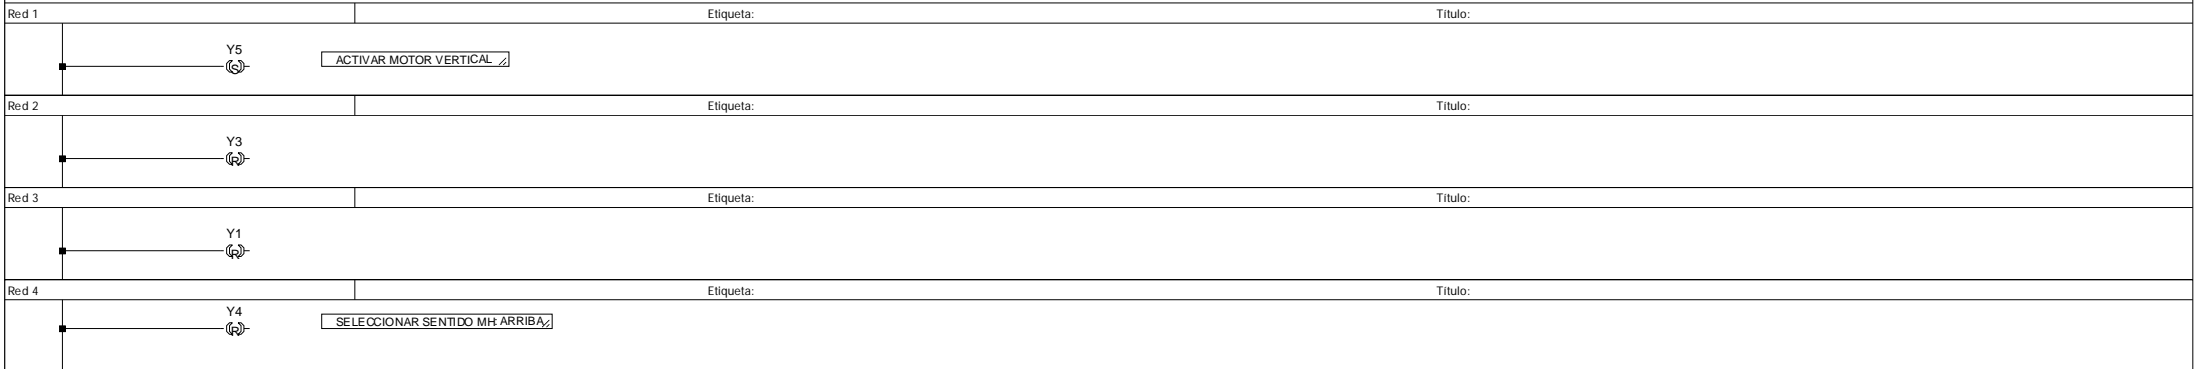 Red 1 Etiqueta: Título:
Y5
S ACTIVAR MOTOR VERTICAL
Red 2 Etiqueta: Título:
Y3
R
Red 3 Etiqueta: Título:
Y1
R
Red 4 Etiqueta: Título:
Y4
R SELECCIONAR SENTIDO MH: ARRIBA